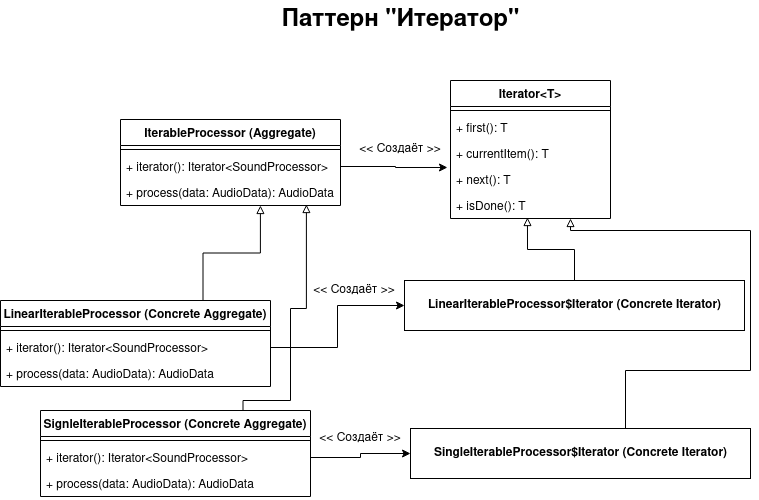 Паттерн "Итератор"
Iterator<T>
+ first(): T
+ currentItem(): T
+ next(): T
+ isDone(): T
IterableProcessor (Aggregate)
+ iterator(): Iterator<SoundProcessor>
+ process(data: AudioData): AudioData
<< Создаёт >>
LinearIterableProcessor (Concrete Aggregate)
+ iterator(): Iterator<SoundProcessor>
+ process(data: AudioData): AudioData
<< Создаёт >>
LinearIterableProcessor$Iterator (Concrete Iterator)
SignleIterableProcessor (Concrete Aggregate)
+ iterator(): Iterator<SoundProcessor>
+ process(data: AudioData): AudioData
<< Создаёт >>
SingleIterableProcessor$Iterator (Concrete Iterator)